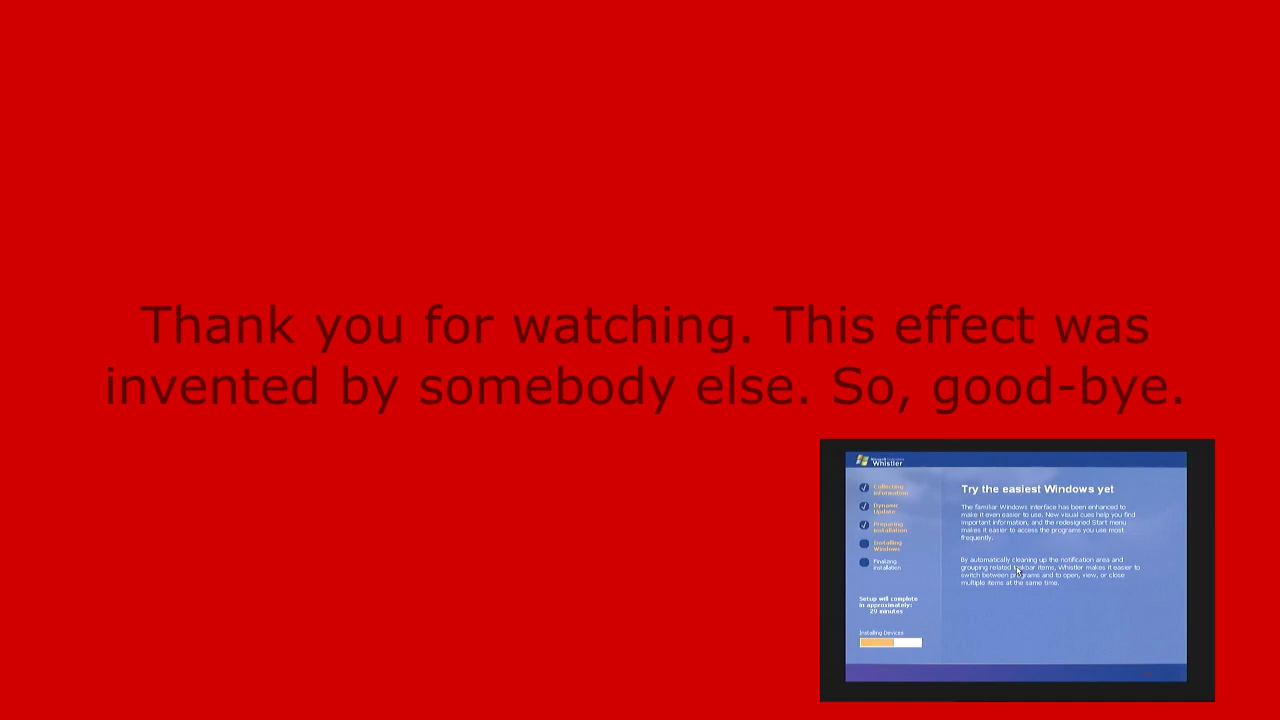 Thank you for watching. This effect was
invented by somebody else. So, good-bye.
Whistler
Collecting
information
Dynamic
Update
Preparing
installation
Installing
Windows
Finalizing
installation
Setup will complete
in approximately:
29 minutes
Installing Devices
Try the easiest Windows yet
The familiar Windows interface has been enhanced to
make it even easier to use. New visual cues help you find
important information, and the redesigned Start menu
makes it easier to access the programs you use most
frequently.
By automatically cleaning up the notification area and
grouping related taskbar items, Whistler makes it easier to
switch between programs and to open, view, or close
multiple items at the same time.